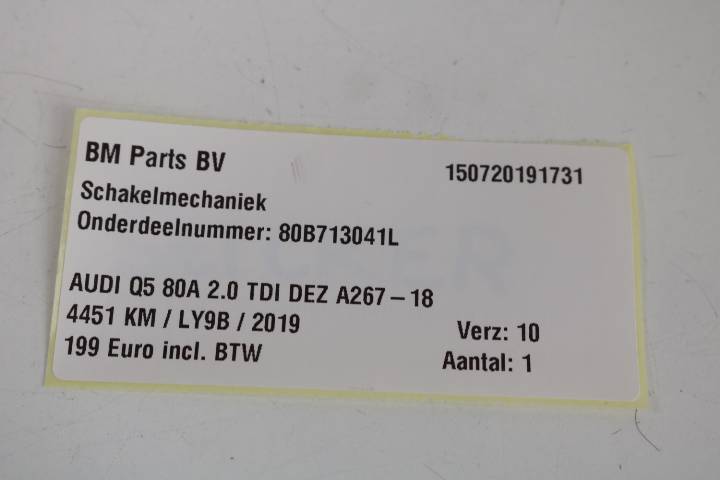 BM Parts BV 150720191731
Schakelmechaniek
Onderdeelnummer: 80B713041L
AUDI Q5 80A 2.0 TDI DEZ A267-18
4451 KM / LY9B / 2019 Verz: 10
199 Euro incl. BTW Aantal: 1